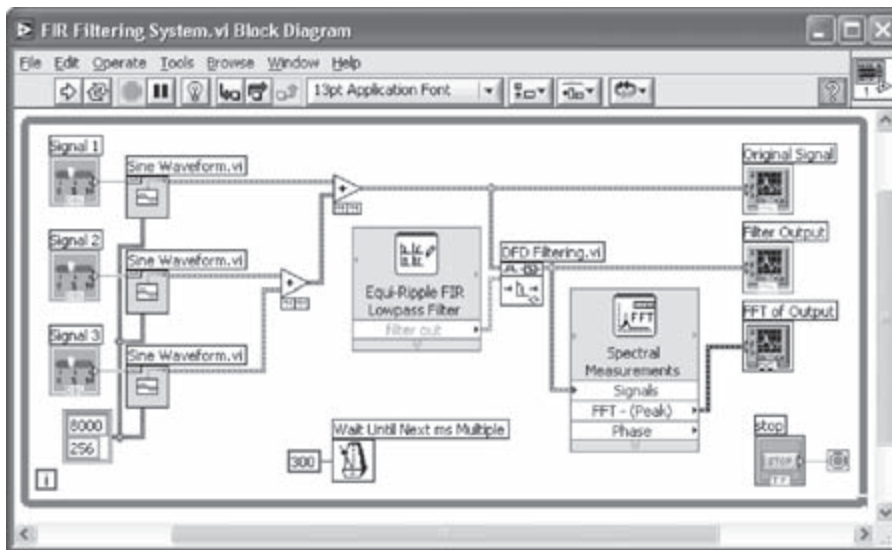 FIR Filtering System.vi Block Diagram
File Edit Operate Tools Browse Window Help
13pt Application Font
1
Signal 1
Sine Waveform.vi
Original Signal
Signal 2
Sine Waveform.vi
Equi-Ripple FIR
Lowpass Filter
filter out
DFD Filtering.vi
Filter Output
Signal 3
Sine Waveform.vi
FFT
Spectral
Measurements
Signals
FFT - (Peak)
Phase
FFT of Output
8000
256
Wait Until Next ms Multiple
300
stop
STOP
TF
i